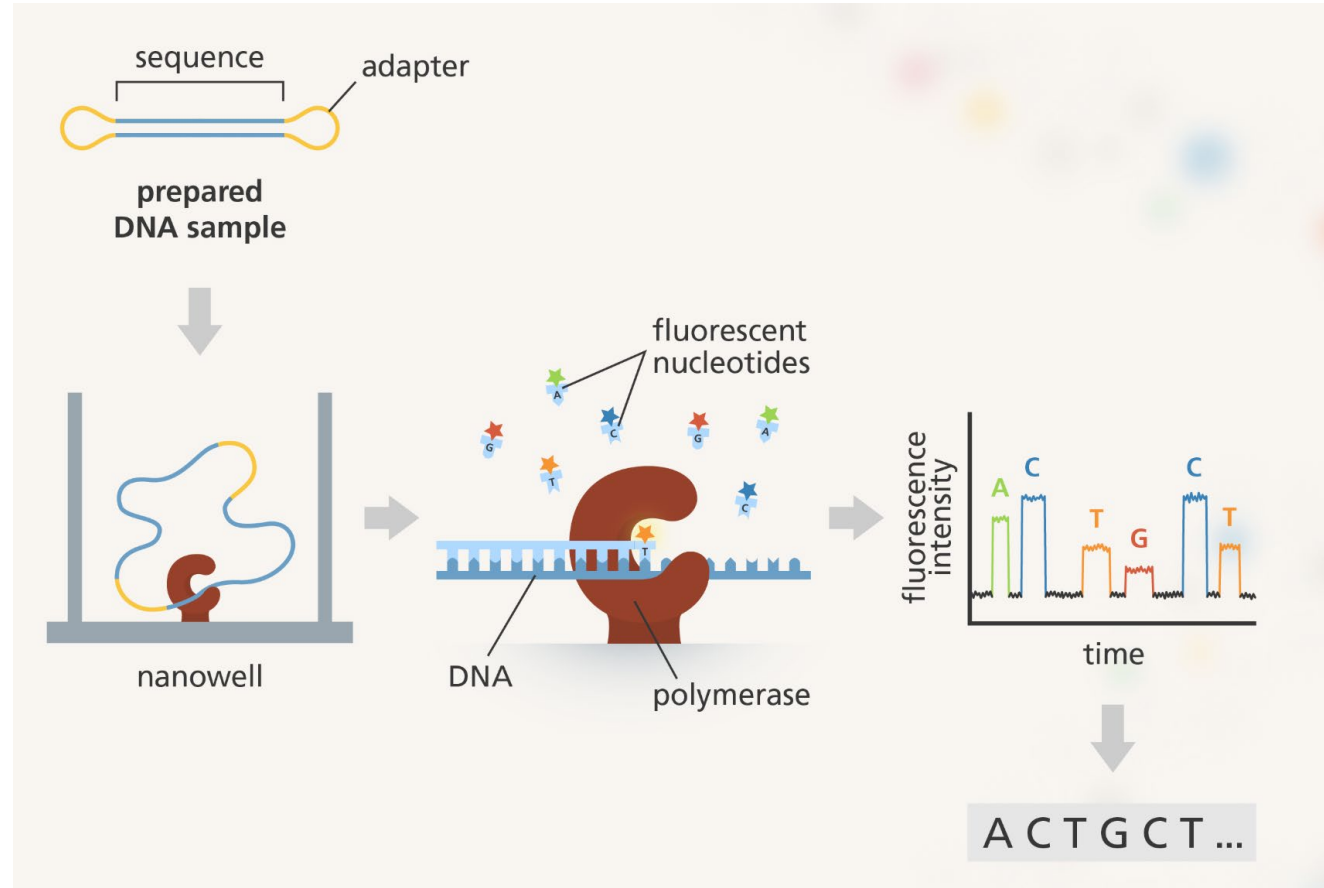 sequence
adapter
prepared
DNA sample
nanowell
fluorescent
nucleotides
A
C
G
A
G
T
C
T
DNA
polymerase
fluorescence
intensity
A
C
T
G
C
T
time
A C T G C T ...